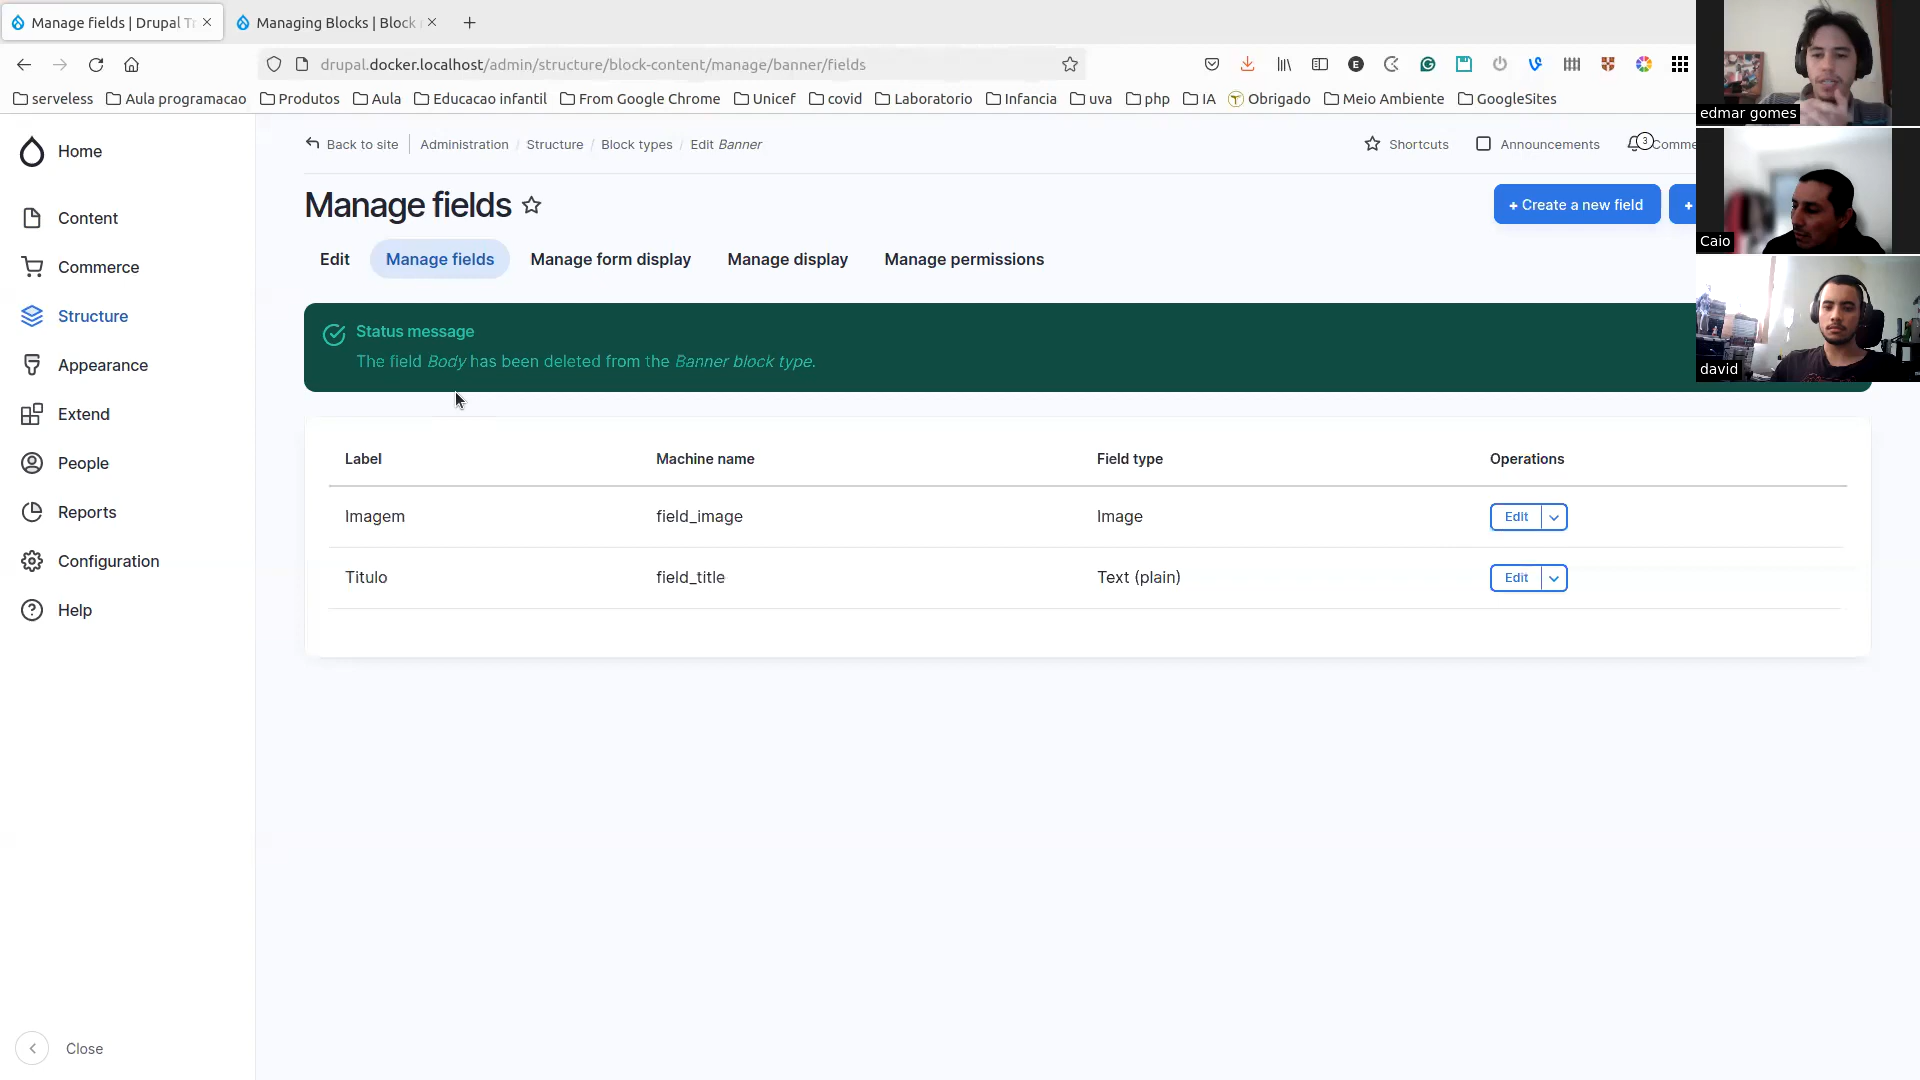 Manage fields | Drupal Tr
Managing Blocks | Block
drupal.docker.localhost/admin/structure/block-content/manage/banner/fields
serveless
Aula programacao
Produtos
Aula
Educacao infantil
From Google Chrome
Unicef
covid
Laboratorio
Infancia
uva
php
IA
Obrigado
Meio Ambiente
GoogleSites
edmar gomes
Caio
david
Home
Content
Commerce
Structure
Appearance
Extend
People
Reports
Configuration
Help
Close
Back to site
Administration / Structure / Block types / Edit Banner
Shortcuts
Announcements
3
Comme
Manage fields
+ Create a new field
+
Edit
Manage fields
Manage form display
Manage display
Manage permissions
Status message
The field Body has been deleted from the Banner block type.
Label Machine name Field type Operations
Imagem field_image Image Edit
Titulo field_title Text (plain) Edit